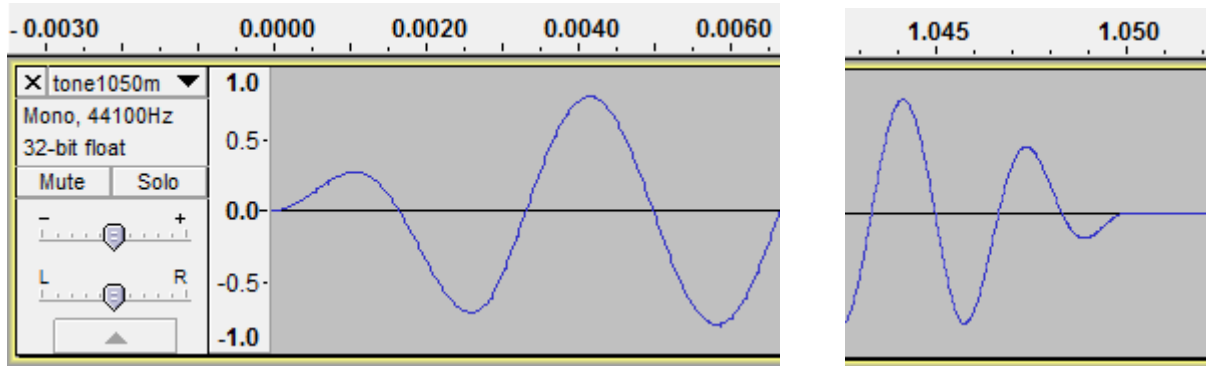 - 0.0030 0.0000 0.0020 0.0040 0.0060 1.045 1.050
X tone1050m ▼ 1.0
Mono, 44100Hz
32-bit float 0.5
Mute Solo
- + 0.0
L R -0.5
-1.0